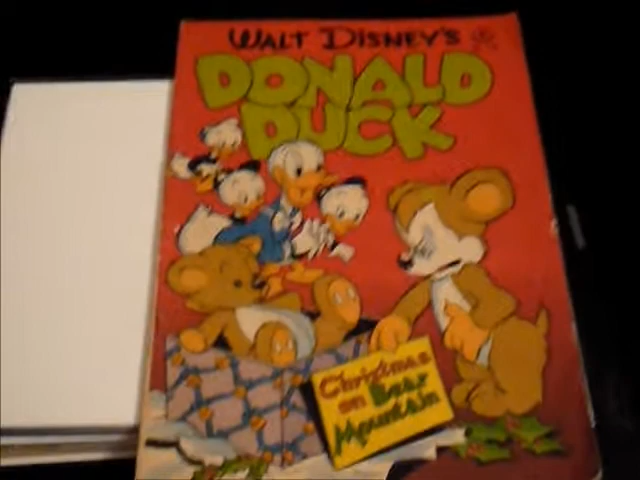 WALT DISNEY'S
DONALD
DUCK
Christmas
on Bear
Mountain